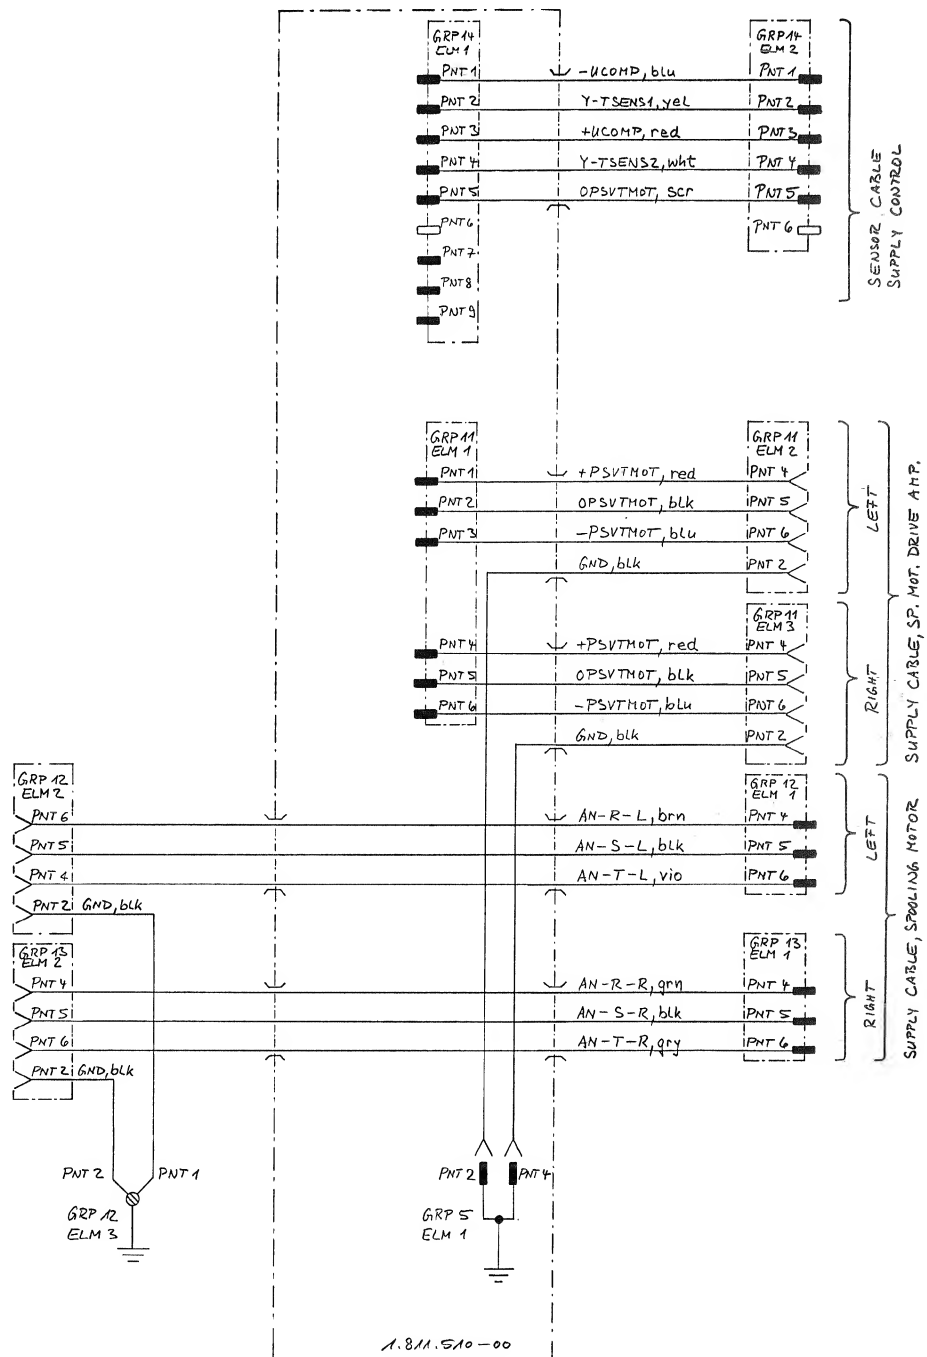 GRP14
ELM1
GRP14
ELM 2
PNT 1
-UCOMP, blu
PNT 1
PNT 2
Y-TSENS1, yel
PNT 2
PNT 3
+UCOMP, red
PNT 3
PNT 4
Y-TSENS2, wht
PNT 4
PNT 5
OPSVTMOT, scr
PNT 5
PNT 6
PNT 6
PNT 7
PNT 8
PNT 9
SENSOR CABLE
SUPPLY CONTROL
GRP 11
ELM 1
GRP 11
ELM 2
PNT 1
+PSVTMOT, red
PNT 4
PNT 2
OPSVTMOT, blk
PNT 5
PNT 3
-PSVTMOT, blu
PNT 6
GND, blk
PNT 2
LEFT
GRP 11
ELM 3
PNT 4
+PSVTMOT, red
PNT 4
PNT 5
OPSVTMOT, blk
PNT 5
PNT 6
-PSVTMOT, blu
PNT 6
GND, blk
PNT 2
RIGHT
SUPPLY CABLE, SP. MOT. DRIVE AMP.
GRP 12
ELM 2
GRP 12
ELM 1
PNT 6
AN-R-L, brn
PNT 4
PNT 5
AN-S-L, blk
PNT 5
PNT 4
AN-T-L, vio
PNT 6
PNT 2
GND, blk
LEFT
GRP 13
ELM 2
GRP 13
ELM 1
PNT 4
AN-R-R, grn
PNT 4
PNT 5
AN-S-R, blk
PNT 5
PNT 6
AN-T-R, gry
PNT 6
PNT 2
GND, blk
RIGHT
SUPPLY CABLE, SPOOLING MOTOR
PNT 2
PNT 1
GRP 12
ELM 3
PNT 2
PNT 4
GRP 5
ELM 1
1.811.510-00